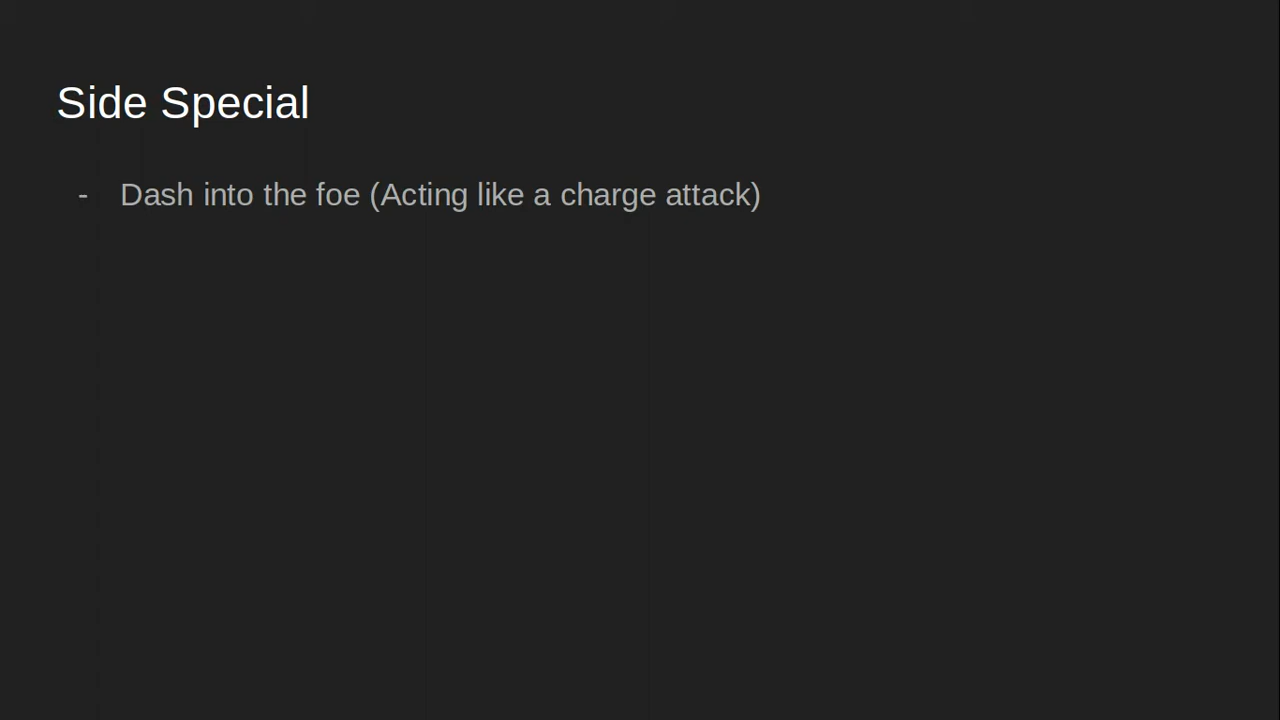 Side Special
- Dash into the foe (Acting like a charge attack)